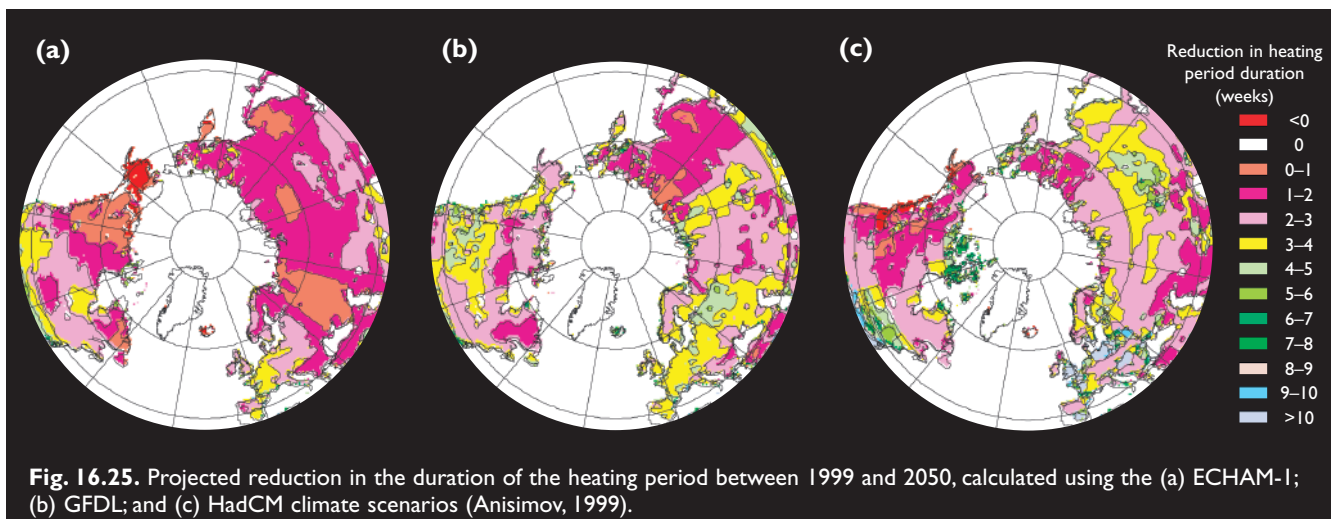 (a)
(b)
(c)
Reduction in heating
period duration
(weeks)
<0
0
0–1
1–2
2–3
3–4
4–5
5–6
6–7
7–8
8–9
9–10
>10
Fig. 16.25. Projected reduction in the duration of the heating period between 1999 and 2050, calculated using the (a) ECHAM-1;
(b) GFDL; and (c) HadCM climate scenarios (Anisimov, 1999).